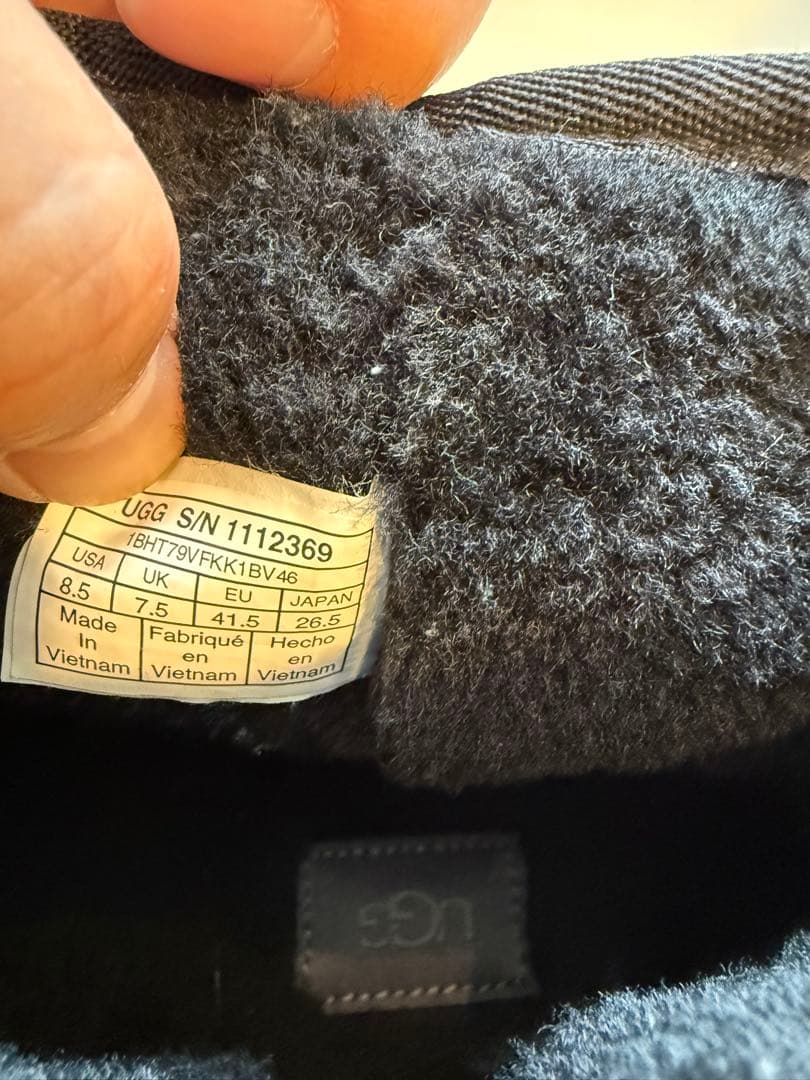 UGG S/N 1112369
1BHT79VFKK1BV46
USA UK EU JAPAN
8.5 7.5 41.5 26.5
Made In Vietnam
Fabriqué en Vietnam
Hecho en Vietnam
UGG